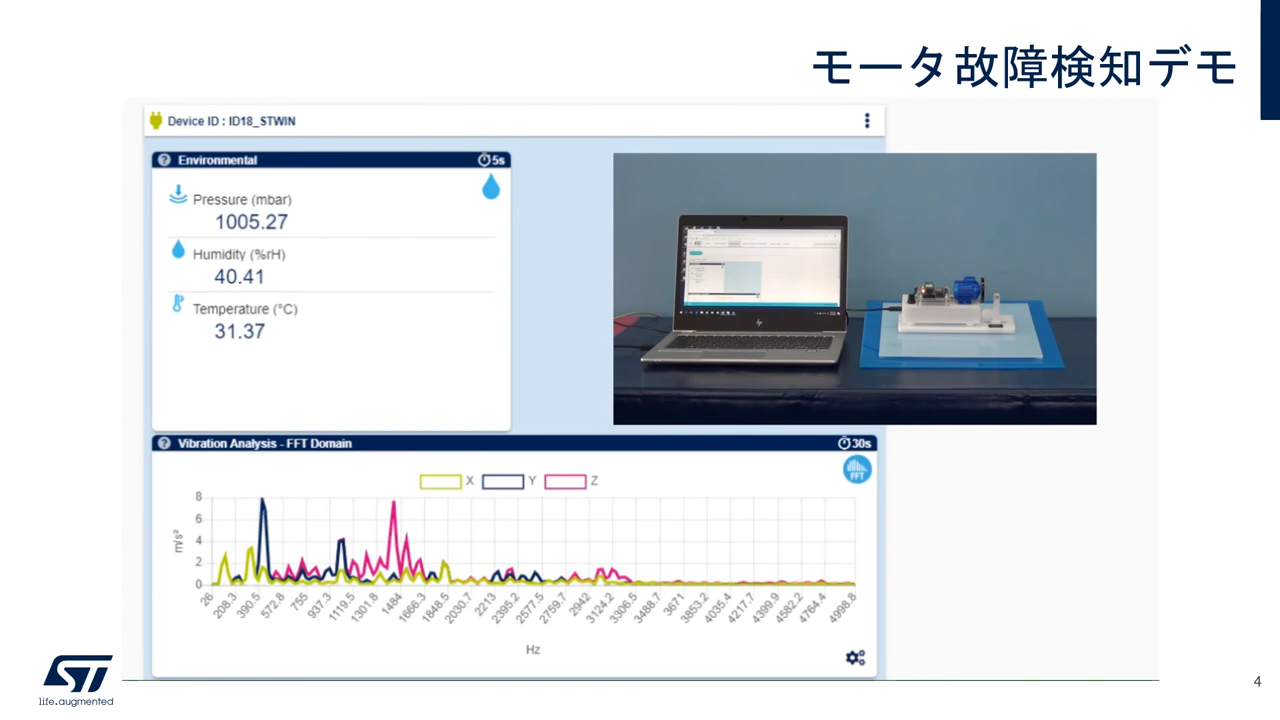 モータ故障検知デモ
Device ID : ID18_STWIN
Environmental
5s
Pressure (mbar)
1005.27
Humidity (%rH)
40.41
Temperature (°C)
31.37
Vibration Analysis - FFT Domain
30s
FFT
X Y Z
m/s²
8
6
4
2
0
26 208.3 390.5 572.8 755 937.3 1119.5 1301.8 1484 1666.3 1848.5 2030.7 2213 2395.2 2577.5 2759.7 2942 3124.2 3306.5 3488.7 3671 3853.2 4035.4 4217.7 4399.9 4582.2 4764.4 4998.8
Hz
ST
life.augmented
4